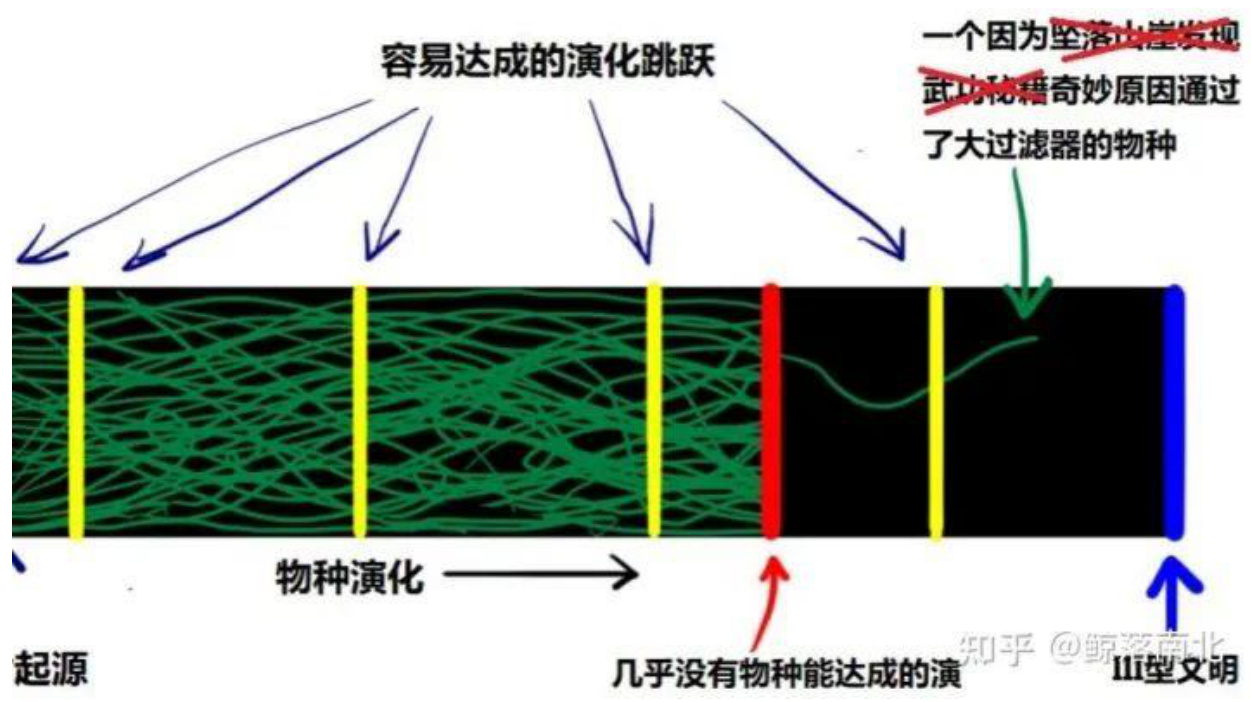 容易达成的演化跳跃
一个因为坠落山崖发现
武功秘籍奇妙原因通过
了大过滤器的物种
物种演化
起源
几乎没有物种能达成的演
知乎 @鲸落南北
III型文明